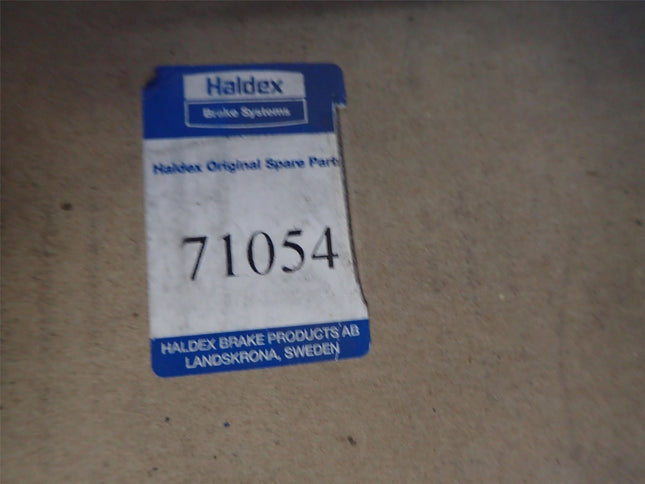 Haldex
Brake Systems
Haldex Original Spare Part
71054
HALDEX BRAKE PRODUCTS AB
LANDSKRONA, SWEDEN